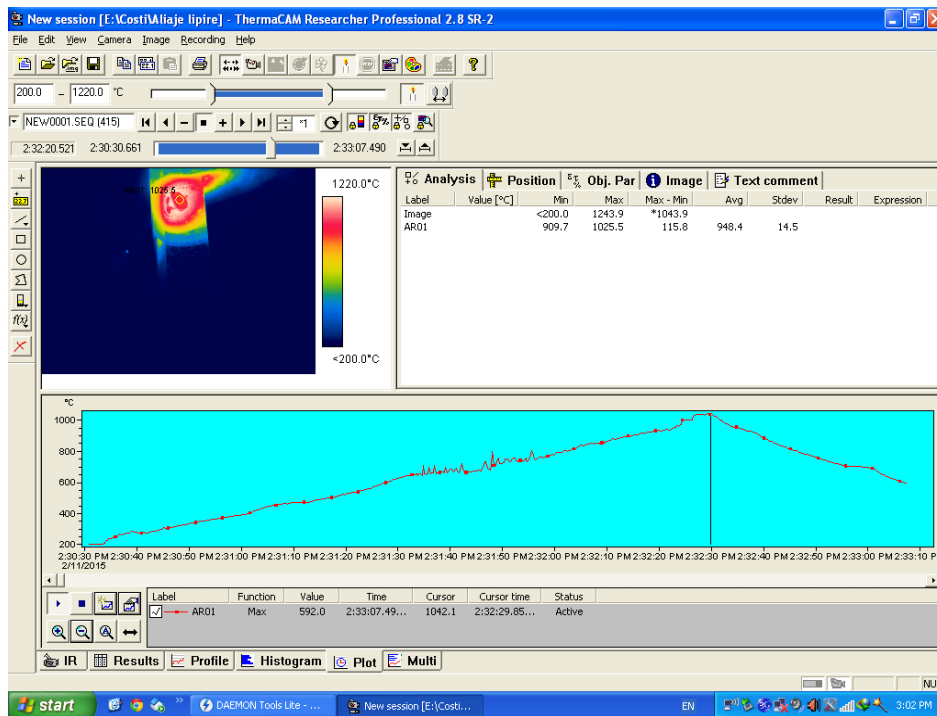 New session [E:\Costi\Aliaje lipire] - ThermaCAM Researcher Professional 2.8 SR-2
File Edit View Camera Image Recording Help
200.0 - 1220.0 °C
NEW0001.SEQ (415) ×1
2:32:20.521 2:30:30.661 2:33:07.490
AR01: 1025.5
1220.0°C
<200.0°C
Analysis Position Obj. Par Image Text comment
Label Value [°C] Min Max Max - Min Avg Stdev Result Expression
Image <200.0 1243.9 *1043.9
AR01 909.7 1025.5 115.8 948.4 14.5
f(x)
°C
1000
800
600
400
200
2:30:30 PM 2:30:40 PM 2:30:50 PM 2:31:00 PM 2:31:10 PM 2:31:20 PM 2:31:30 PM 2:31:40 PM 2:31:50 PM 2:32:00 PM 2:32:10 PM 2:32:20 PM 2:32:30 PM 2:32:40 PM 2:32:50 PM 2:33:00 PM 2:33:10 P
2/11/2015
Label Function Value Time Cursor Cursor time Status
AR01 Max 592.0 2:33:07.49... 1042.1 2:32:29.85... Active
IR Results Profile Histogram Plot Multi
NU
start DAEMON Tools Lite - ... New session [E:\Costi... EN 3:02 PM